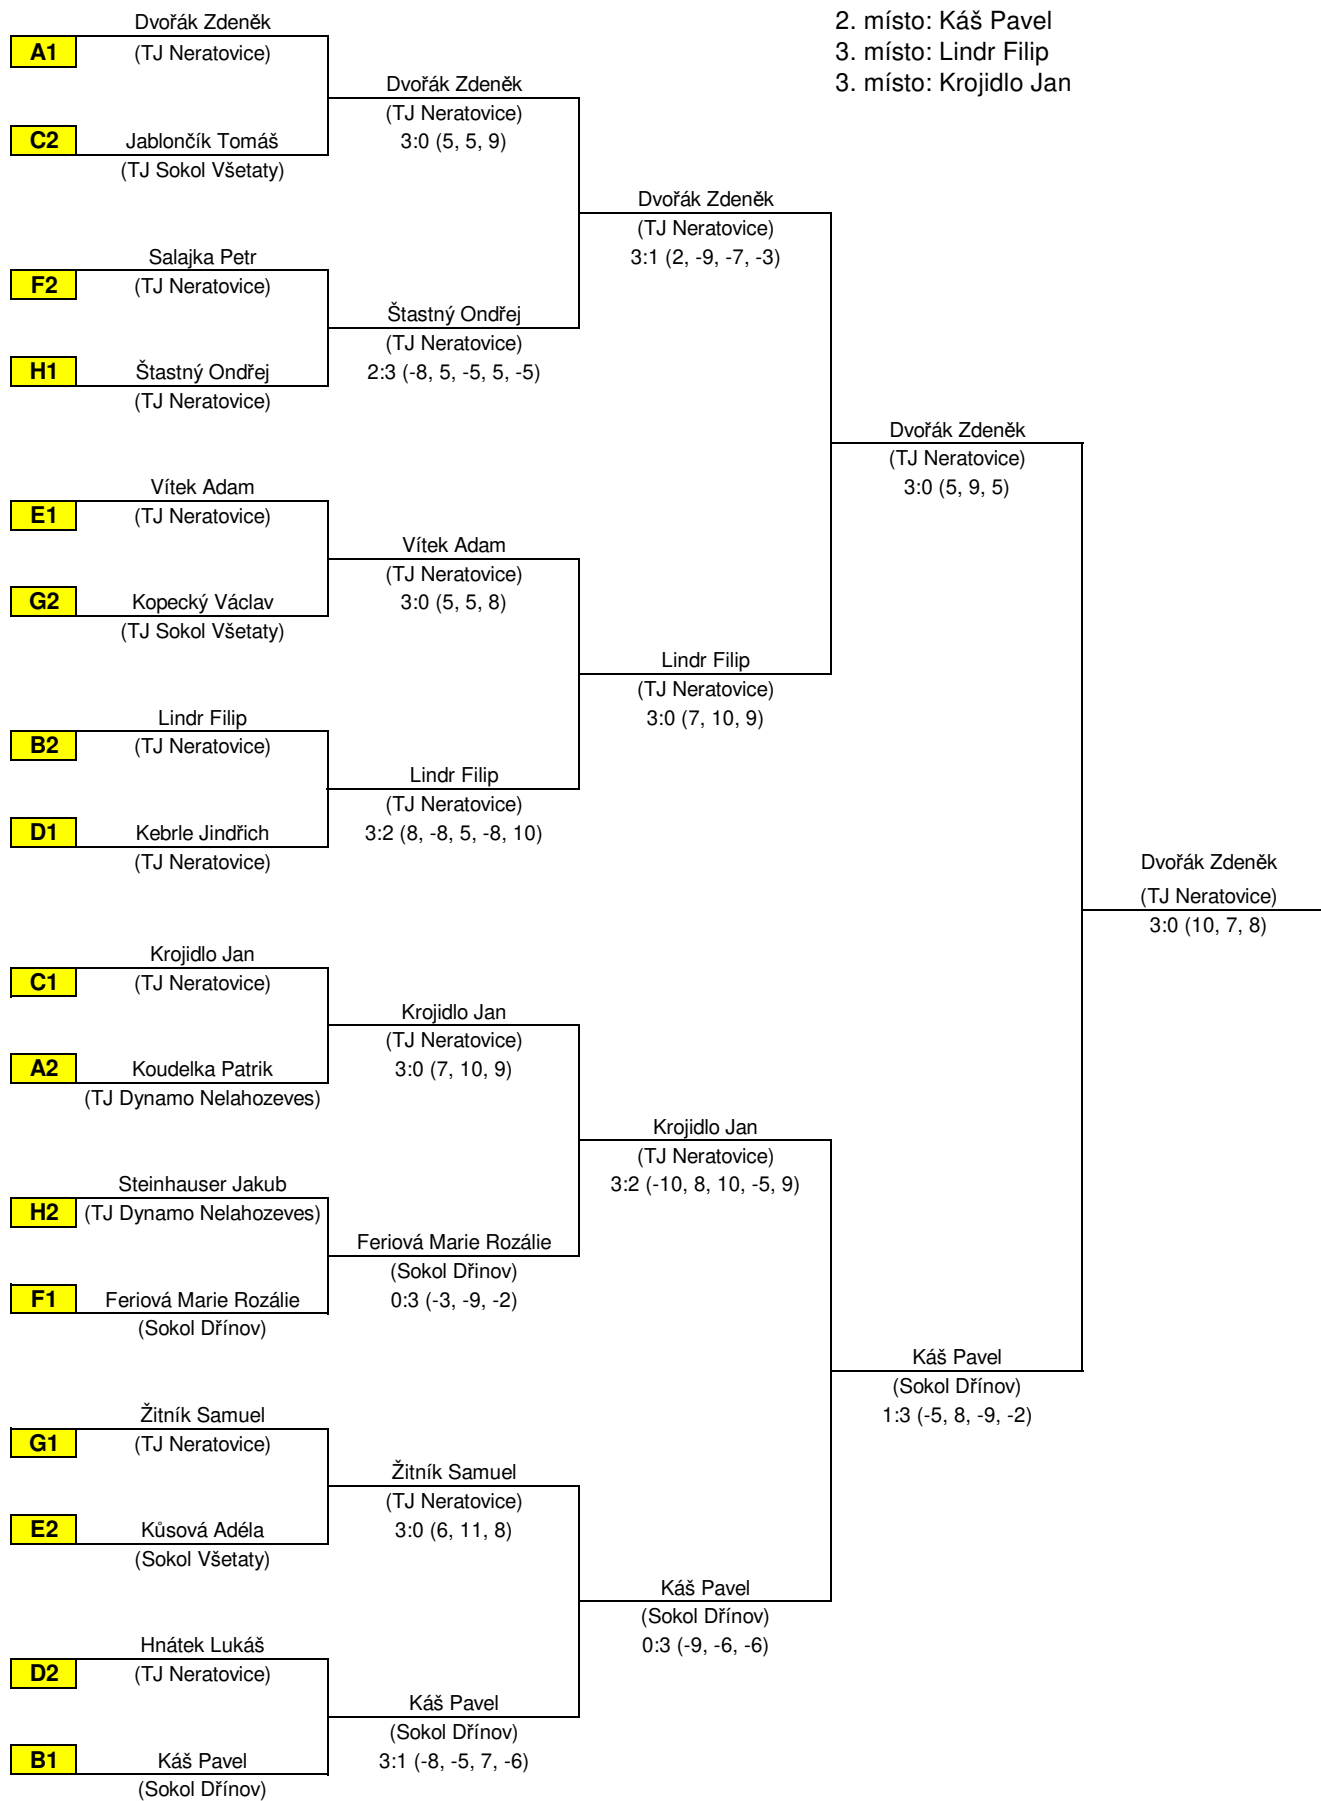 2. místo: Káš Pavel
3. místo: Lindr Filip
3. místo: Krojidlo Jan
Dvořák Zdeněk
A1
(TJ Neratovice)
C2
Jablončík Tomáš
(TJ Sokol Všetaty)
Salajka Petr
F2
(TJ Neratovice)
H1
Štastný Ondřej
(TJ Neratovice)
Vítek Adam
E1
(TJ Neratovice)
G2
Kopecký Václav
(TJ Sokol Všetaty)
Lindr Filip
B2
(TJ Neratovice)
D1
Kebrle Jindřich
(TJ Neratovice)
Krojidlo Jan
C1
(TJ Neratovice)
A2
Koudelka Patrik
(TJ Dynamo Nelahozeves)
Steinhauser Jakub
H2
(TJ Dynamo Nelahozeves)
F1
Feriová Marie Rozálie
(Sokol Dřínov)
Žitník Samuel
G1
(TJ Neratovice)
E2
Kůsová Adéla
(Sokol Všetaty)
Hnátek Lukáš
D2
(TJ Neratovice)
B1
Káš Pavel
(Sokol Dřínov)
Dvořák Zdeněk
(TJ Neratovice)
3:0 (5, 5, 9)
Štastný Ondřej
(TJ Neratovice)
2:3 (-8, 5, -5, 5, -5)
Vítek Adam
(TJ Neratovice)
3:0 (5, 5, 8)
Lindr Filip
(TJ Neratovice)
3:2 (8, -8, 5, -8, 10)
Krojidlo Jan
(TJ Neratovice)
3:0 (7, 10, 9)
Feriová Marie Rozálie
(Sokol Dřinov)
0:3 (-3, -9, -2)
Žitník Samuel
(TJ Neratovice)
3:0 (6, 11, 8)
Káš Pavel
(Sokol Dřínov)
3:1 (-8, -5, 7, -6)
Dvořák Zdeněk
(TJ Neratovice)
3:1 (2, -9, -7, -3)
Lindr Filip
(TJ Neratovice)
3:0 (7, 10, 9)
Krojidlo Jan
(TJ Neratovice)
3:2 (-10, 8, 10, -5, 9)
Káš Pavel
(Sokol Dřínov)
0:3 (-9, -6, -6)
Dvořák Zdeněk
(TJ Neratovice)
3:0 (5, 9, 5)
Káš Pavel
(Sokol Dřínov)
1:3 (-5, 8, -9, -2)
Dvořák Zdeněk
(TJ Neratovice)
3:0 (10, 7, 8)